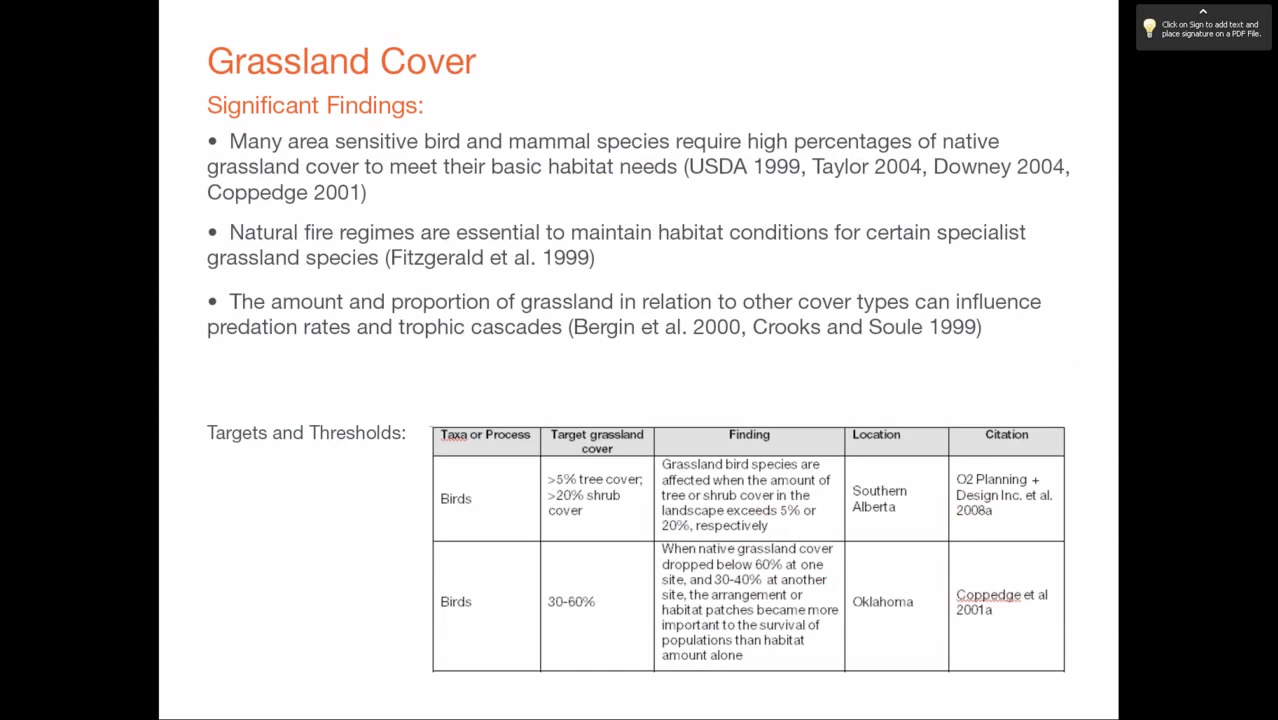 Grassland Cover
Significant Findings:
• Many area sensitive bird and mammal species require high percentages of native
grassland cover to meet their basic habitat needs (USDA 1999, Taylor 2004, Downey 2004,
Coppedge 2001)
• Natural fire regimes are essential to maintain habitat conditions for certain specialist
grassland species (Fitzgerald et al. 1999)
• The amount and proportion of grassland in relation to other cover types can influence
predation rates and trophic cascades (Bergin et al. 2000, Crooks and Soule 1999)
Targets and Thresholds:
Taxa or Process
Target grassland
cover
Finding
Location
Citation
Birds
>5% tree cover;
>20% shrub
cover
Grassland bird species are
affected when the amount of
tree or shrub cover in the
landscape exceeds 5% or
20%, respectively
Southern
Alberta
O2 Planning +
Design Inc. et al.
2008a
Birds
30-60%
When native grassland cover
dropped below 60% at one
site, and 30-40% at another
site, the arrangement or
habitat patches became more
important to the survival of
populations than habitat
amount alone
Oklahoma
Coppedge et al
2001a
Click on Sign to add text and
place signature on a PDF File.